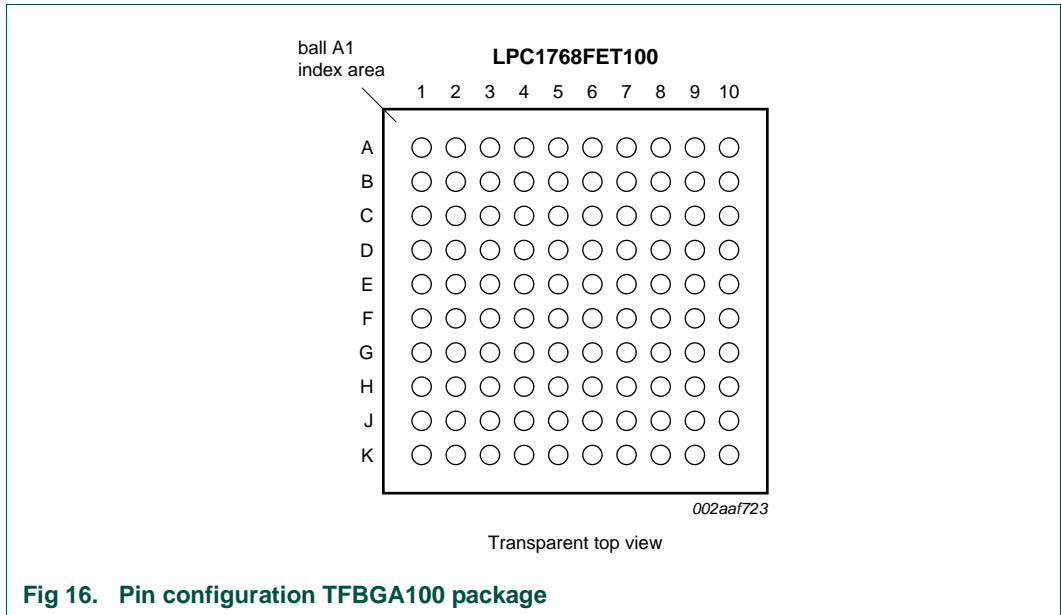 ball A1
index area
LPC1768FET100
1 2 3 4 5 6 7 8 9 10
A
B
C
D
E
F
G
H
J
K
002aaf723
Transparent top view
Fig 16. Pin configuration TFBGA100 package